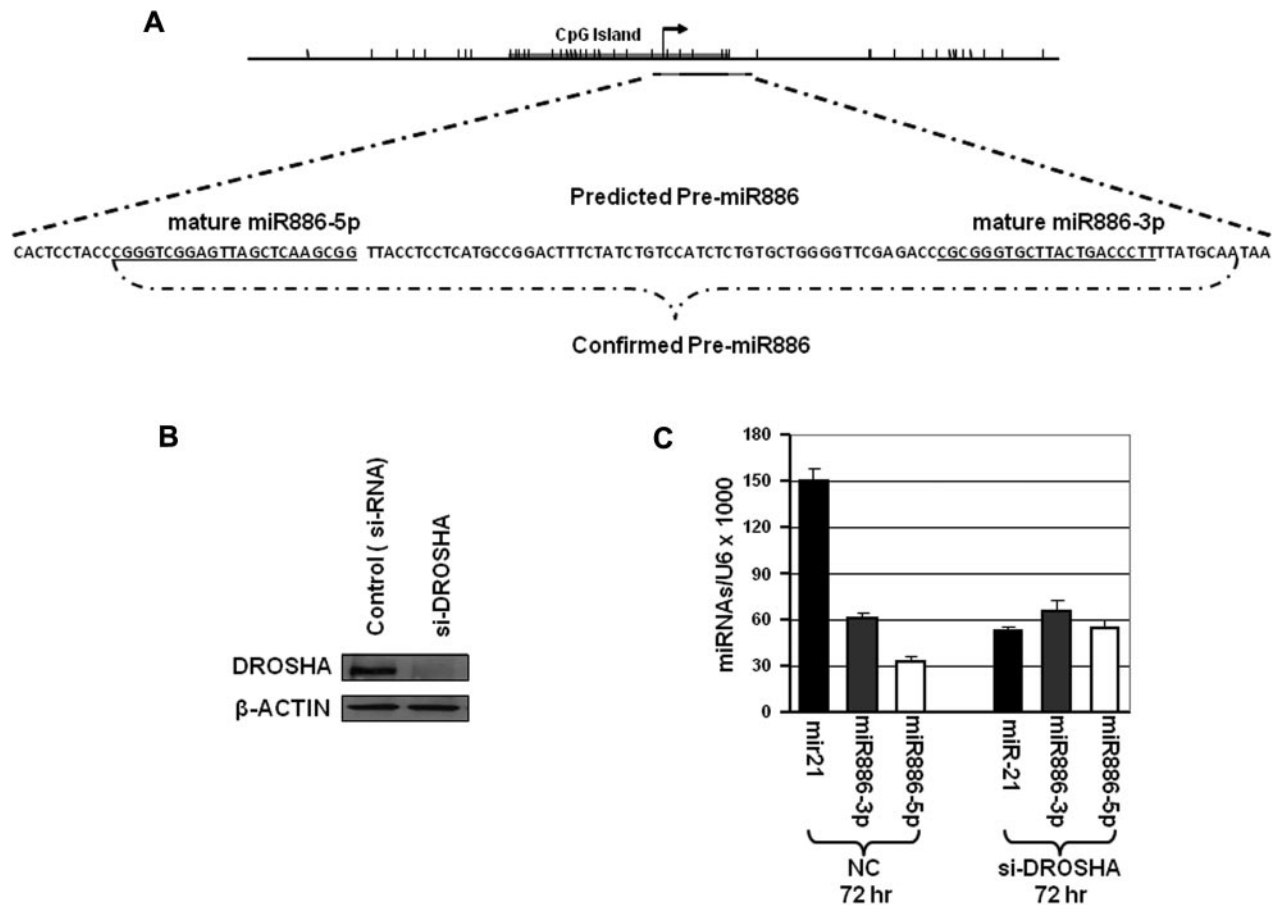 A
CpG Island
Predicted Pre-miR886
mature miR886-5p
mature miR886-3p
CACTCCTACCCGGGTCGGAGTTAGCTCAAGCGG TTACCTCCTCATGCCGGACTTTCTATCTGTCCATCTCTGTGCTGGGGTTCGAGACCCGCGGGTGCTTACTGACCCTTTTATGCAATAA
Confirmed Pre-miR886
B
Control ( si-RNA)
si-DROSHA
DROSHA
β-ACTIN
C
miRNAs/U6 x 1000
180
150
120
90
60
30
0
mir21
miR886-3p
miR886-5p
miR-21
miR886-3p
miR886-5p
NC
72 hr
si-DROSHA
72 hr